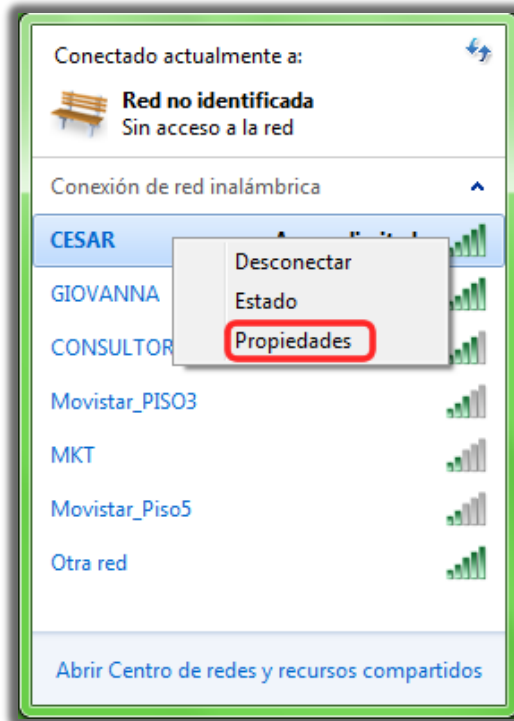 Conectado actualmente a:
Red no identificada
Sin acceso a la red
Conexión de red inalámbrica
CESAR
Desconectar
GIOVANNA
Estado
CONSULTOR
Propiedades
Movistar_PISO3
MKT
Movistar_Piso5
Otra red
Abrir Centro de redes y recursos compartidos